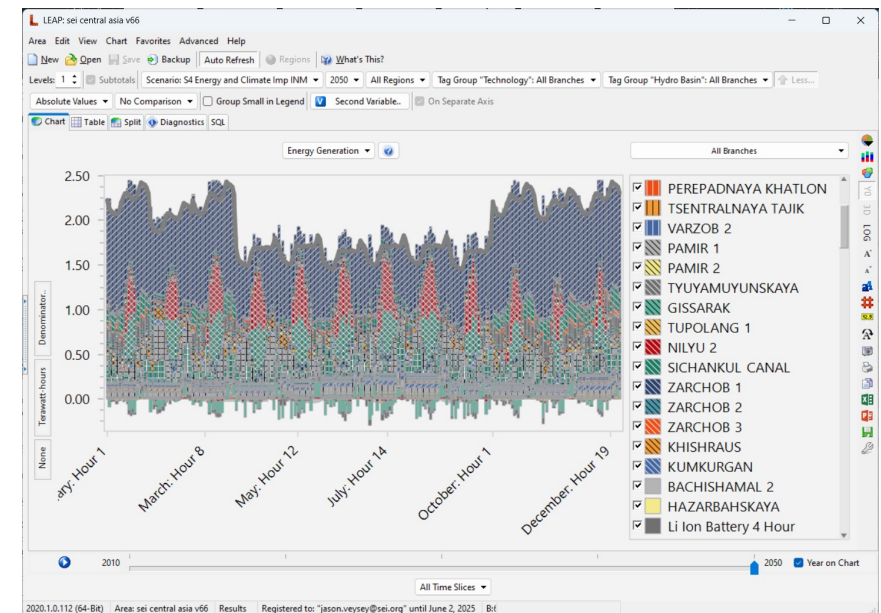 LEAP: sei central asia v66
Area Edit View Chart Favorites Advanced Help
New Open Save Backup Auto Refresh Regions What's This?
Levels: 1 Subtotals Scenario: S4 Energy and Climate Imp INM 2050 All Regions Tag Group "Technology": All Branches Tag Group "Hydro Basin": All Branches Less...
Absolute Values No Comparison Group Small in Legend Second Variable.. On Separate Axis
Chart Table Split Diagnostics SQL
Energy Generation
All Branches
2.50
2.00
1.50
1.00
0.50
0.00
Denominator..
Terawatt-hours
None
ary: Hour 1
March: Hour 8
May: Hour 12
July: Hour 14
October: Hour 1
December: Hour 19
PEREPADNAYA KHATLON
TSENTRALNAYA TAJIK
VARZOB 2
PAMIR 1
PAMIR 2
TYUYAMUYUNSKAYA
GISSARAK
TUPOLANG 1
NILYU 2
SICHANKUL CANAL
ZARCHOB 1
ZARCHOB 2
ZARCHOB 3
KHISHRAUS
KUMKURGAN
BACHISHAMAL 2
HAZARBAHSKAYA
Li Ion Battery 4 Hour
YO
3D
LOG
2010
2050 Year on Chart
All Time Slices
2020.1.0.112 (64-Bit) Area: sei central asia v66 Results Registered to: "jason.veysey@sei.org" until June 2, 2025